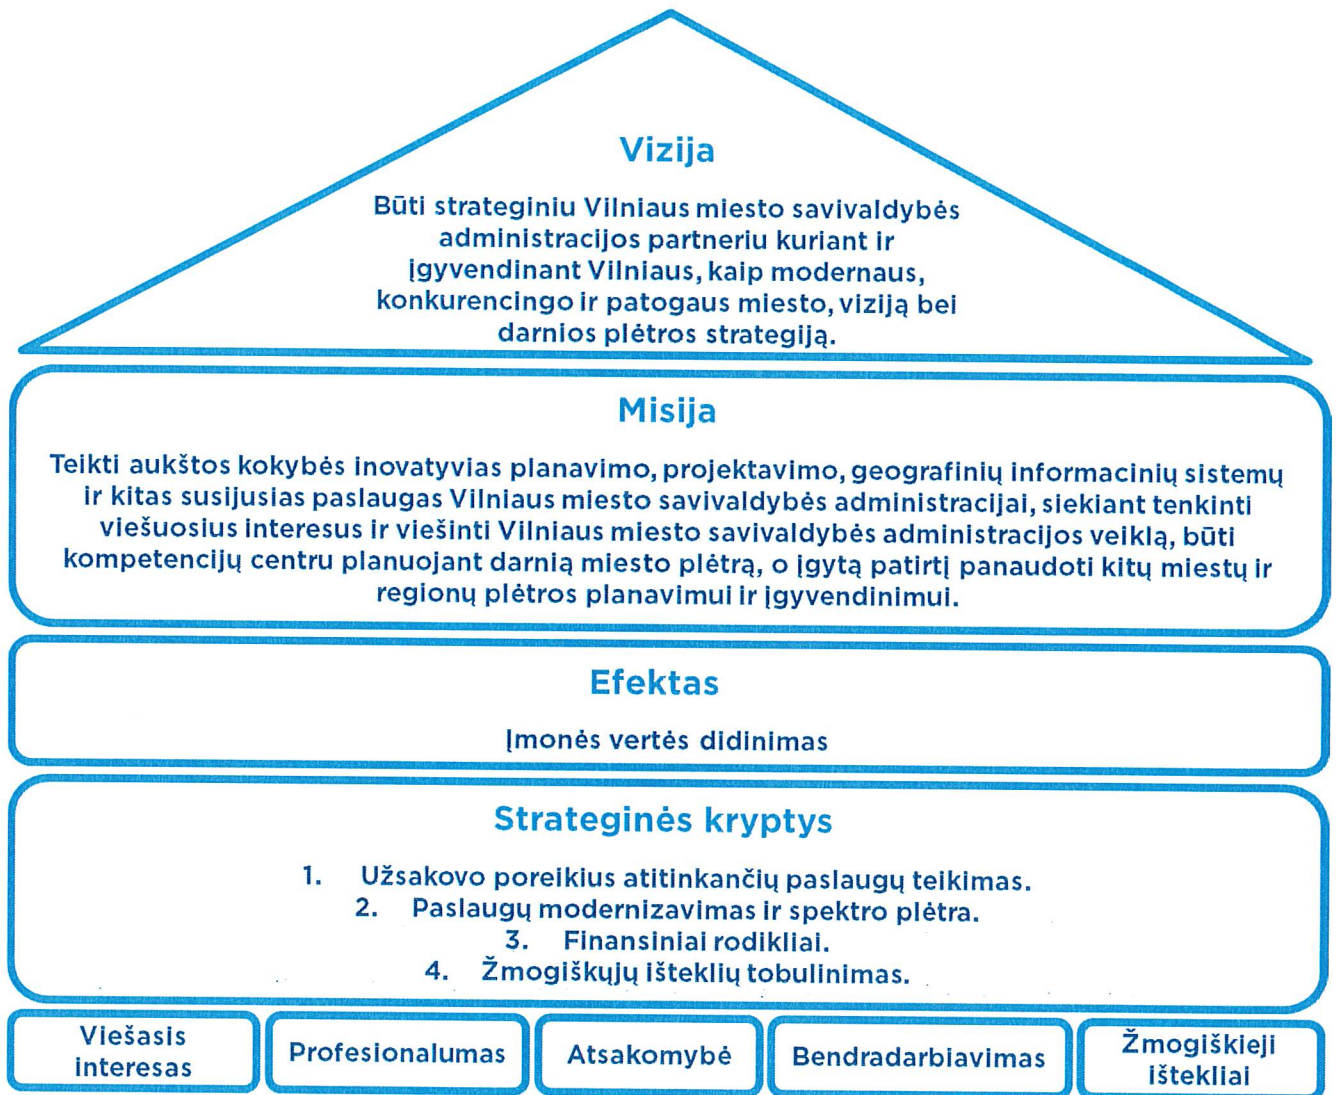 Vizija
Būti strateginiu Vilniaus miesto savivaldybės
administracijos partneriu kuriant ir
įgyvendinant Vilniaus, kaip modernaus,
konkurencingo ir patogaus miesto, viziją bei
darnios plėtros strategiją.
Misija
Teikti aukštos kokybės inovatyvias planavimo, projektavimo, geografinių informacinių sistemų
ir kitas susijusias paslaugas Vilniaus miesto savivaldybės administracijai, siekiant tenkinti
viešuosius interesus ir viešinti Vilniaus miesto savivaldybės administracijos veiklą, būti
kompetencijų centru planuojant darnią miesto plėtrą, o įgytą patirtį panaudoti kitų miestų ir
regionų plėtros planavimui ir įgyvendinimui.
Efektas
Įmonės vertės didinimas
Strateginės kryptys
1. Užsakovo poreikius atitinkančių paslaugų teikimas.
2. Paslaugų modernizavimas ir spektro plėtra.
3. Finansiniai rodikliai.
4. Žmogiškųjų išteklių tobulinimas.
Viešasis
interesas
Profesionalumas
Atsakomybė
Bendradarbiavimas
Žmogiškieji
ištekliai